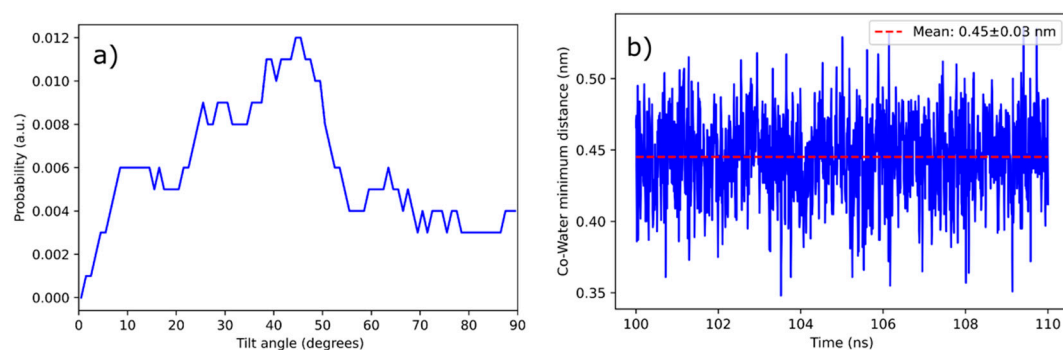 a)
0.012
0.010
0.008
0.006
0.004
0.002
0.000
Probability (a.u.)
0 10 20 30 40 50 60 70 80 90
Tilt angle (degrees)
b)
Mean: 0.45±0.03 nm
0.50
0.45
0.40
0.35
Co-Water minimum distance (nm)
100 102 104 106 108 110
Time (ns)